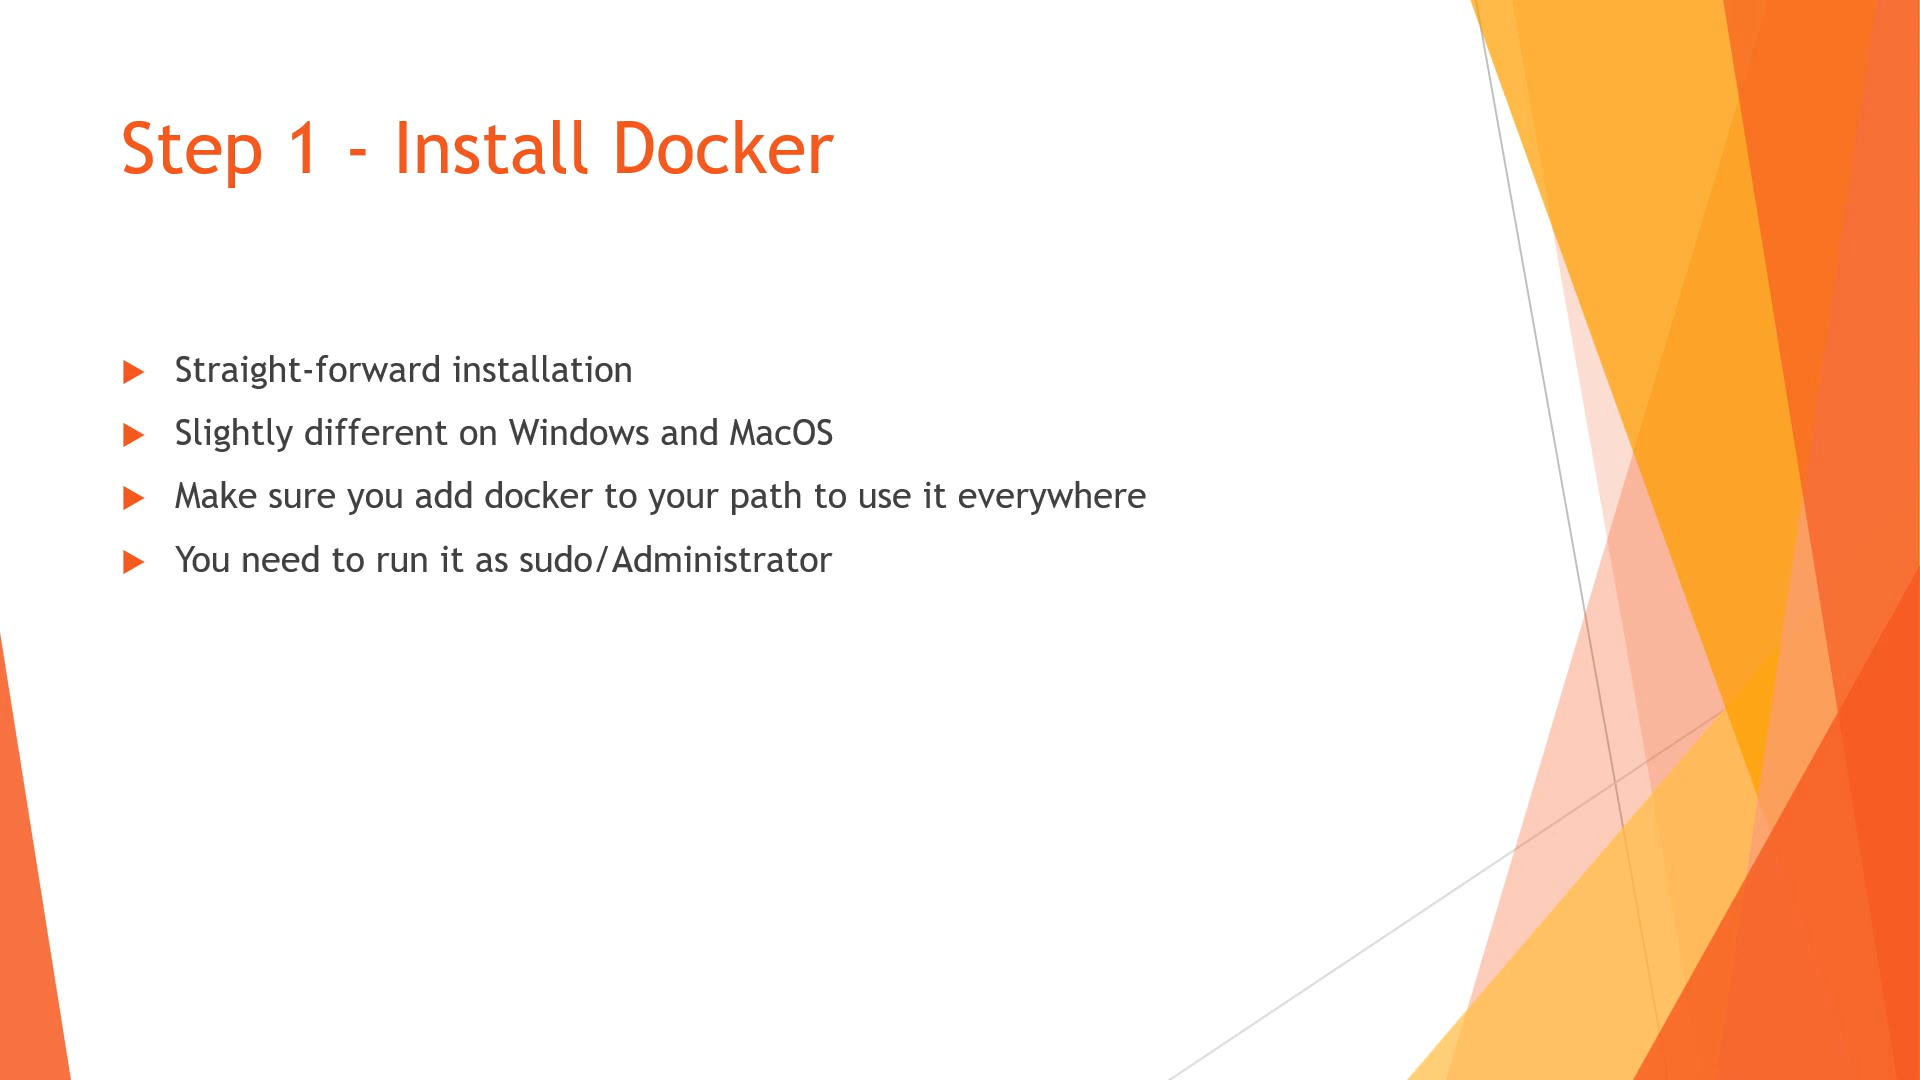 Step 1 - Install Docker
Straight-forward installation
Slightly different on Windows and MacOS
Make sure you add docker to your path to use it everywhere
You need to run it as sudo/Administrator